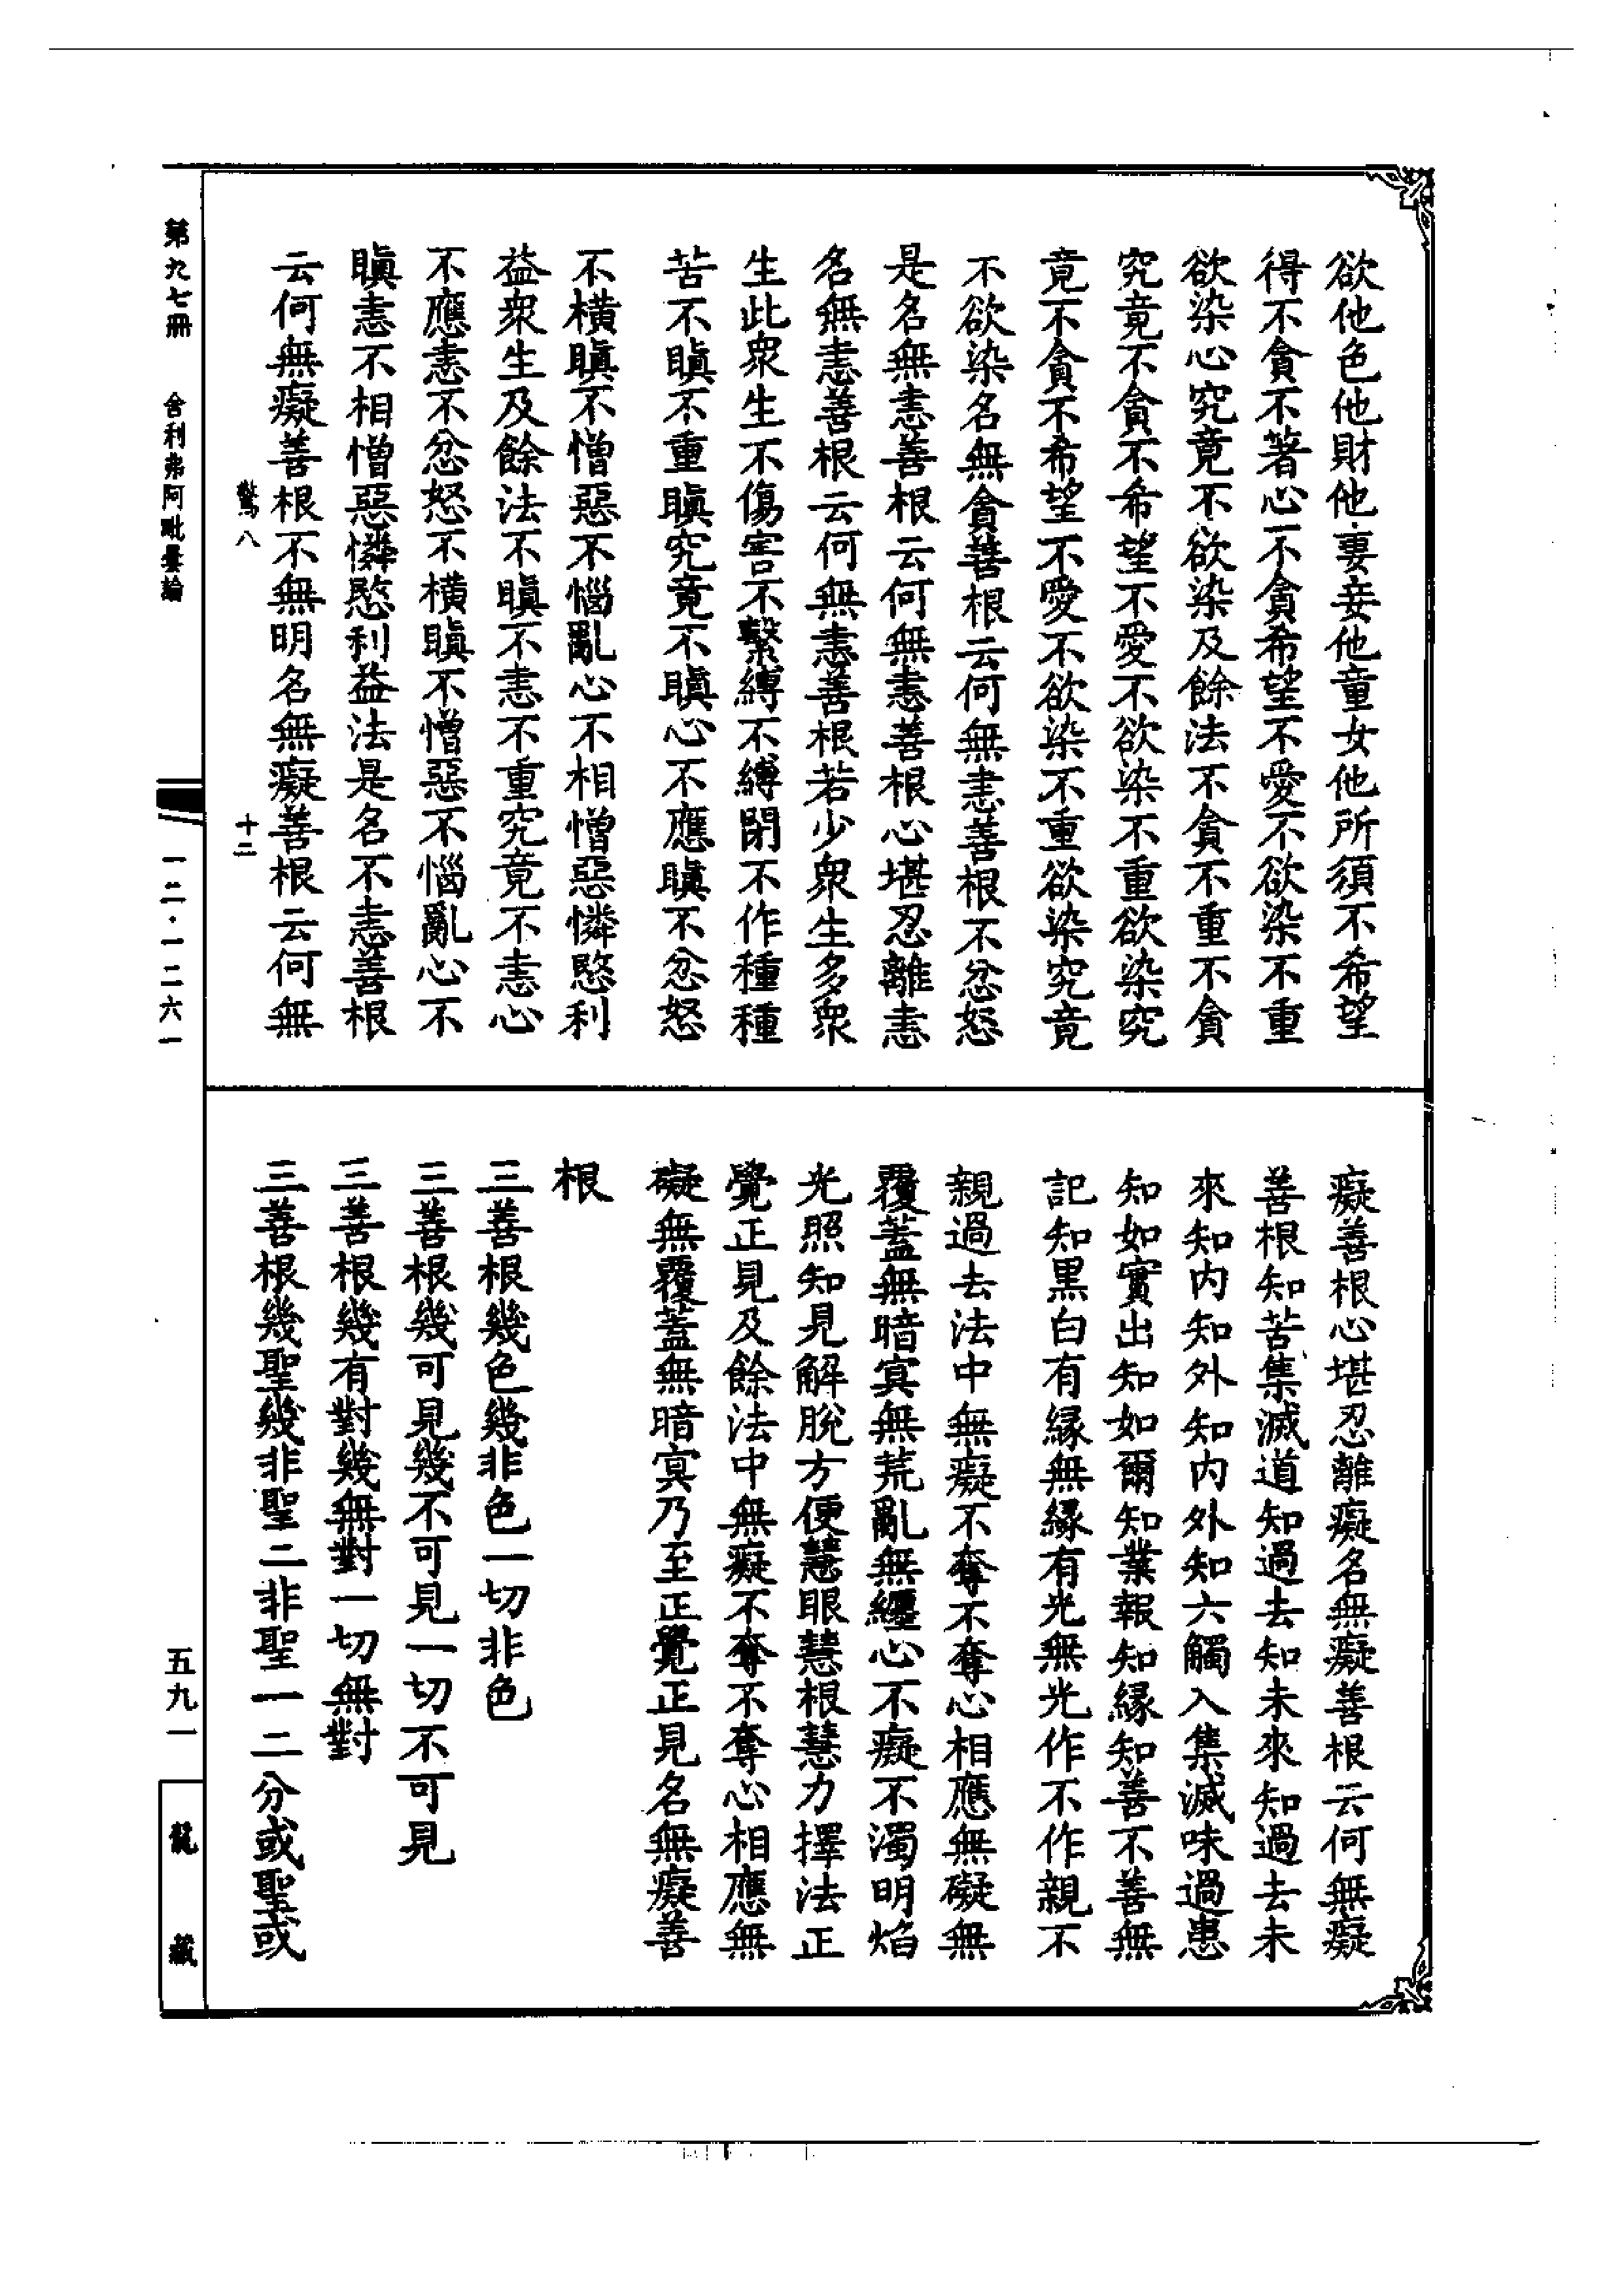 欲他色他財他妻妾他童女他所須不希望
得不貪不著心不貪希望不愛不欲染不重
欲染心究竟不欲染及餘法不貪不重不貪
究竟不貪不希望不愛不欲染不重欲染究
竟不貪不希望不愛不欲染不重欲染究竟
不欲染名無貪善根云何無恚善根不忿怒
是名無恚善根云何無恚善根心堪忍離恚
名無恚善根云何無恚善根若少衆生多衆
生此衆生不傷害不繫縛不縛閉不作種種
苦不瞋不重瞋究竟不瞋心不應瞋不忿怒
不橫瞋不憎惡不惱亂心不相憎惡憐愍利
益衆生及餘法不瞋不恚不重究竟不恚心
不應恚不忿怒不橫瞋不憎惡不惱亂心不
瞋恚不相憎惡憐愍利益法是名不恚善根
云何無癡善根不無明名無癡善根云何無
驚八
十二
癡善根心堪忍離癡名無癡善根云何無癡
善根知苦集滅道知過去知未來知過去未
來知內知外知內外知六觸入集滅味過患
知如實出知如爾知業報知緣知善不善無
記知黑白有緣無緣有光無光作不作親不
親過去法中無癡不奪不奪心相應無礙無
覆蓋無暗㝠無荒亂無纏心不癡不濁明焰
光照知見解脫方便慧眼慧根慧力擇法正
覺正見及餘法中無癡不奪不奪心相應無
礙無覆蓋無暗㝠乃至正覺正見名無癡善
根
三善根幾色幾非色一切非色
三善根幾可見幾不可見一切不可見
三善根幾有對幾無對一切無對
三善根幾聖幾非聖二非聖一二分或聖或
第九七冊
舍利弗阿毗曇論
一二·一二六一
五九一
龍藏